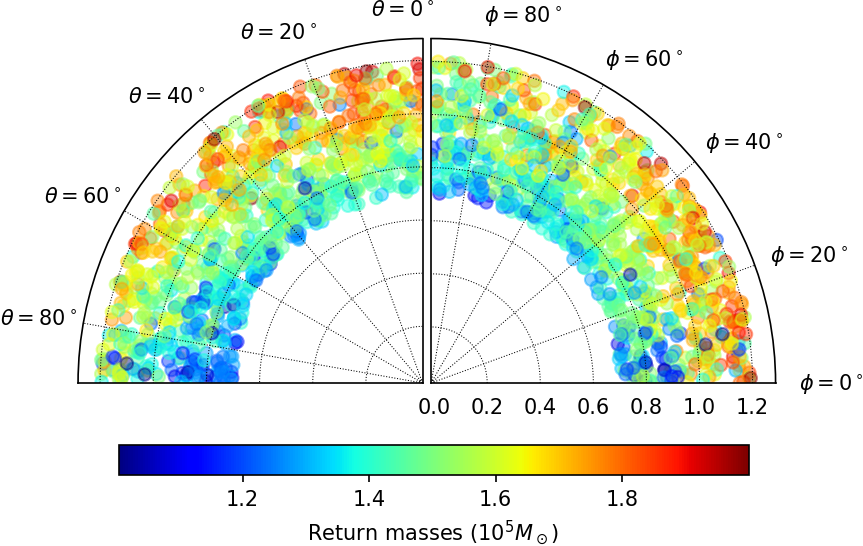 θ = 0°
ϕ = 80°
θ = 20°
ϕ = 60°
θ = 40°
ϕ = 40°
θ = 60°
ϕ = 20°
θ = 80°
ϕ = 0°
0.0 0.2 0.4 0.6 0.8 1.0 1.2
1.2 1.4 1.6 1.8
Return masses (10⁵M⊙)